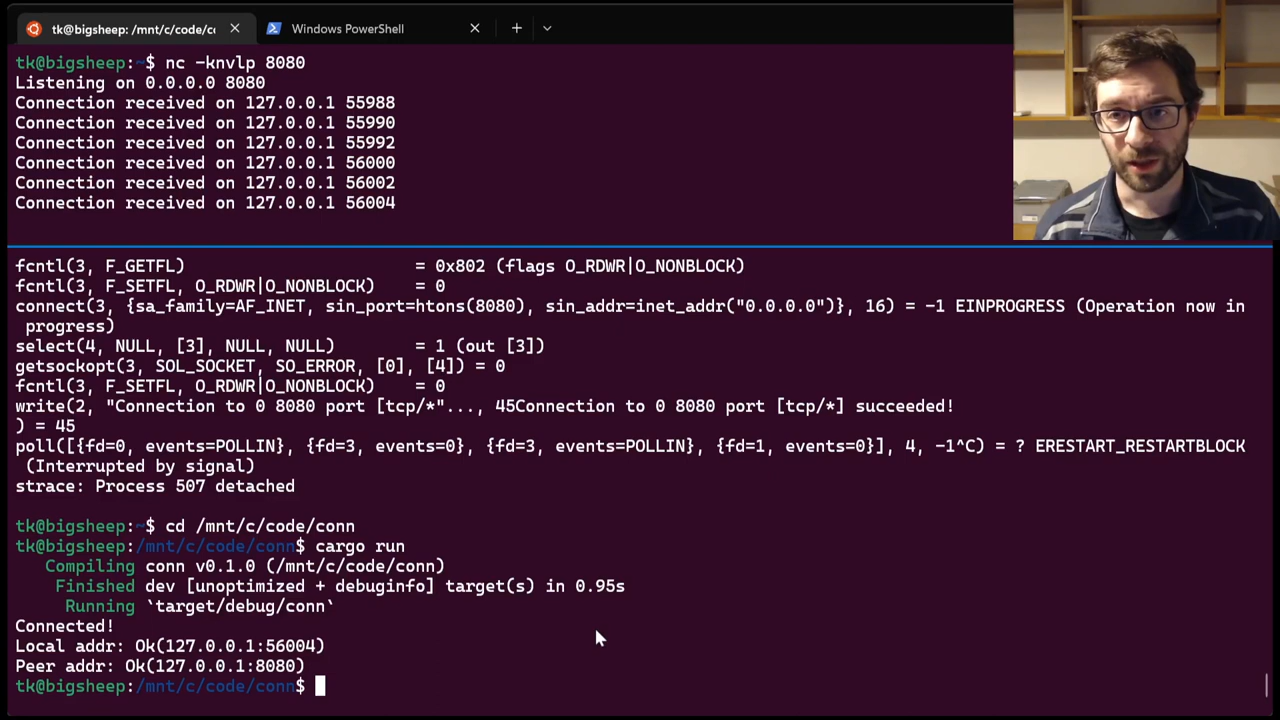 tk@bigsheep: /mnt/c/code/cc
Windows PowerShell
tk@bigsheep:~$ nc -knvlp 8080
Listening on 0.0.0.0 8080
Connection received on 127.0.0.1 55988
Connection received on 127.0.0.1 55990
Connection received on 127.0.0.1 55992
Connection received on 127.0.0.1 56000
Connection received on 127.0.0.1 56002
Connection received on 127.0.0.1 56004
fcntl(3, F_GETFL)                       = 0x802 (flags O_RDWR|O_NONBLOCK)
fcntl(3, F_SETFL, O_RDWR|O_NONBLOCK)    = 0
connect(3, {sa_family=AF_INET, sin_port=htons(8080), sin_addr=inet_addr("0.0.0.0")}, 16) = -1 EINPROGRESS (Operation now in
progress)
select(4, NULL, [3], NULL, NULL)        = 1 (out [3])
getsockopt(3, SOL_SOCKET, SO_ERROR, [0], [4]) = 0
fcntl(3, F_SETFL, O_RDWR|O_NONBLOCK)    = 0
write(2, "Connection to 0 8080 port [tcp/*"..., 45Connection to 0 8080 port [tcp/*] succeeded!
) = 45
poll([{fd=0, events=POLLIN}, {fd=3, events=0}, {fd=3, events=POLLIN}, {fd=1, events=0}], 4, -1^C) = ? ERESTART_RESTARTBLOCK
(Interrupted by signal)
strace: Process 507 detached
tk@bigsheep:~$ cd /mnt/c/code/conn
tk@bigsheep:/mnt/c/code/conn$ cargo run
Compiling conn v0.1.0 (/mnt/c/code/conn)
Finished dev [unoptimized + debuginfo] target(s) in 0.95s
Running `target/debug/conn`
Connected!
Local addr: Ok(127.0.0.1:56004)
Peer addr: Ok(127.0.0.1:8080)
tk@bigsheep:/mnt/c/code/conn$